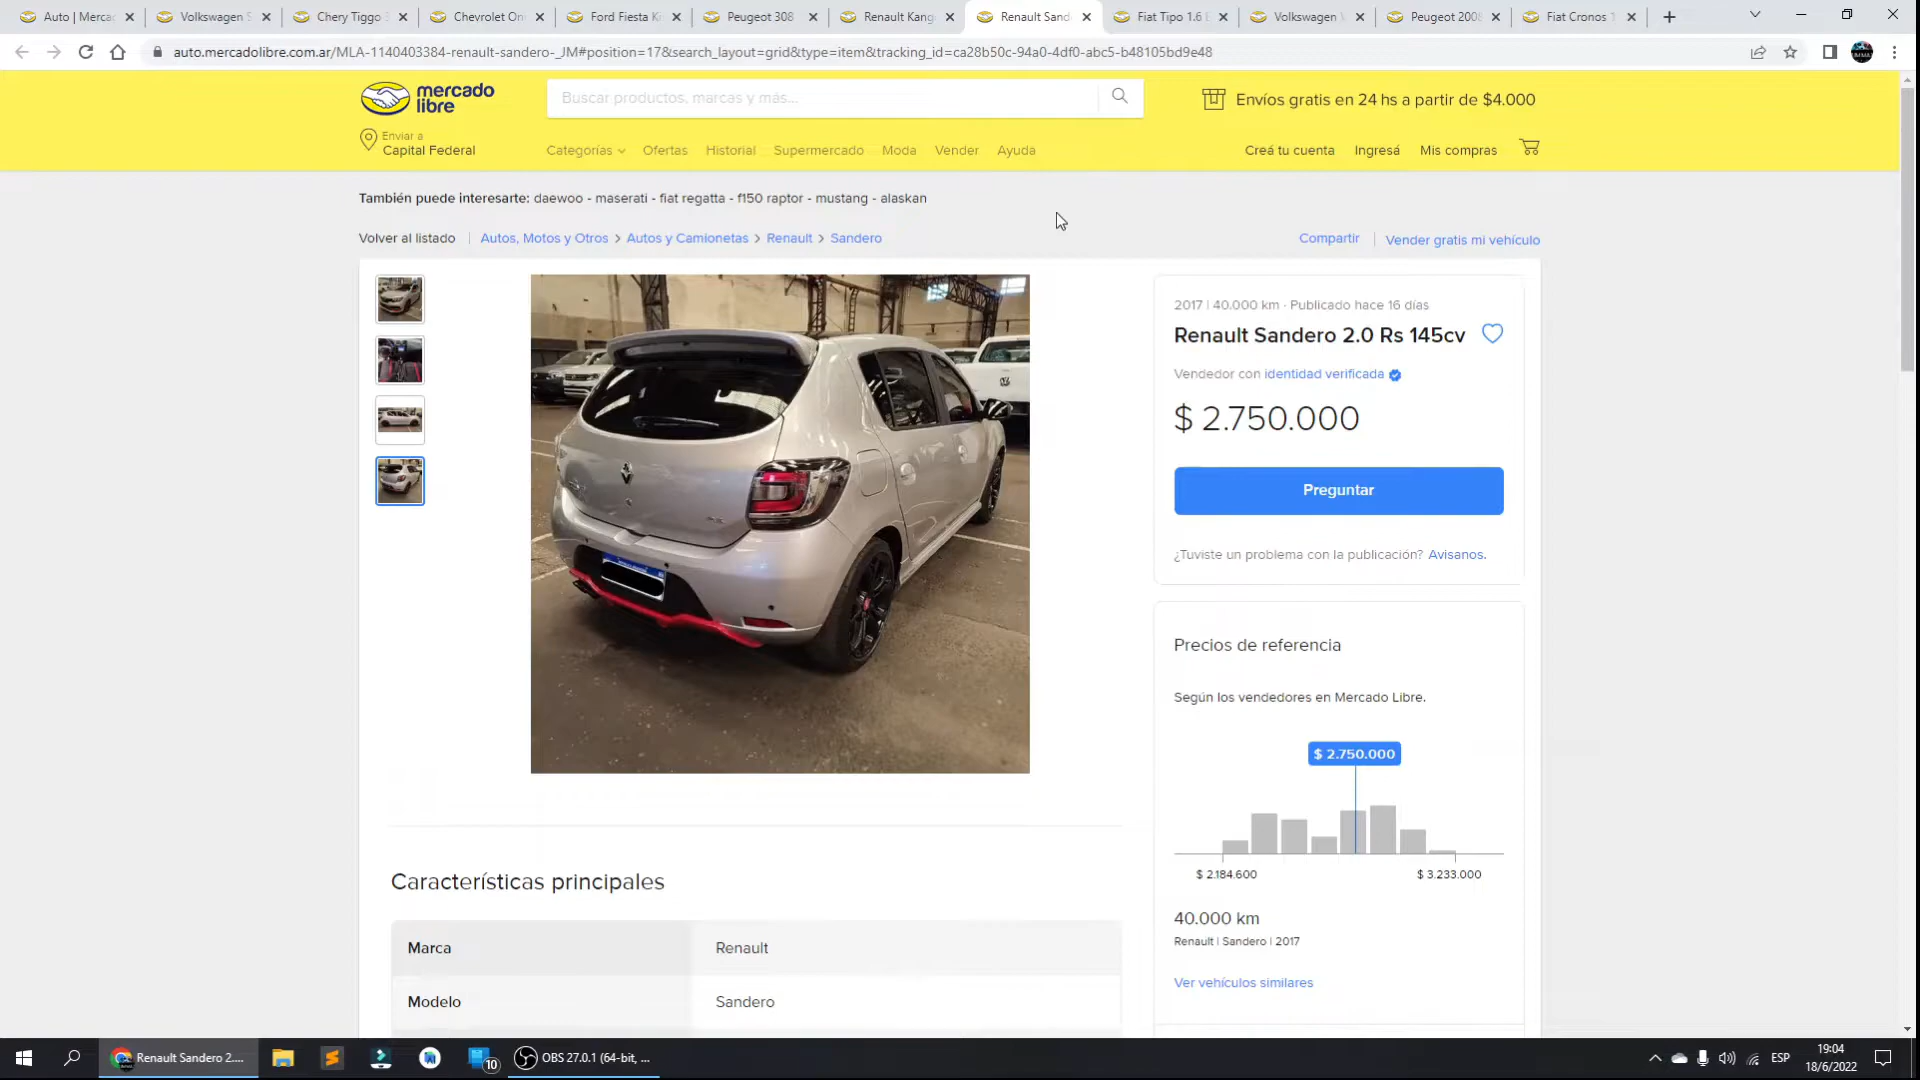 Auto | Merca
Volkswagen S
Chery Tiggo 3
Chevrolet On
Ford Fiesta Ki
Peugeot 308
Renault Kang
Renault Sand
Fiat Tipo 1.6 E
Volkswagen
Peugeot 2008
Fiat Cronos 1
auto.mercadolibre.com.ar/MLA-1140403384-renault-sandero-_JM#position=17&search_layout=grid&type=item&tracking_id=ca28b50c-94a0-4df0-abc5-b48105bd9e48
mercado
libre
Buscar productos, marcas y más...
Envíos gratis en 24 hs a partir de $4.000
Enviar a
Capital Federal
Categorías
Ofertas
Historial
Supermercado
Moda
Vender
Ayuda
Creá tu cuenta
Ingresá
Mis compras
También puede interesarte: daewoo - maserati - fiat regatta - f150 raptor - mustang - alaskan
Volver al listado
Autos, Motos y Otros > Autos y Camionetas > Renault > Sandero
Compartir
Vender gratis mi vehículo
2017 | 40.000 km · Publicado hace 16 días
Renault Sandero 2.0 Rs 145cv
Vendedor con identidad verificada
$ 2.750.000
Preguntar
¿Tuviste un problema con la publicación? Avisanos.
Precios de referencia
Según los vendedores en Mercado Libre.
$ 2.750.000
$ 2.184.600
$ 3.233.000
40.000 km
Renault | Sandero | 2017
Ver vehículos similares
Características principales
Marca
Renault
Modelo
Sandero
Renault Sandero 2....
10
OBS 27.0.1 (64-bit, ...
ESP
19:04
18/6/2022